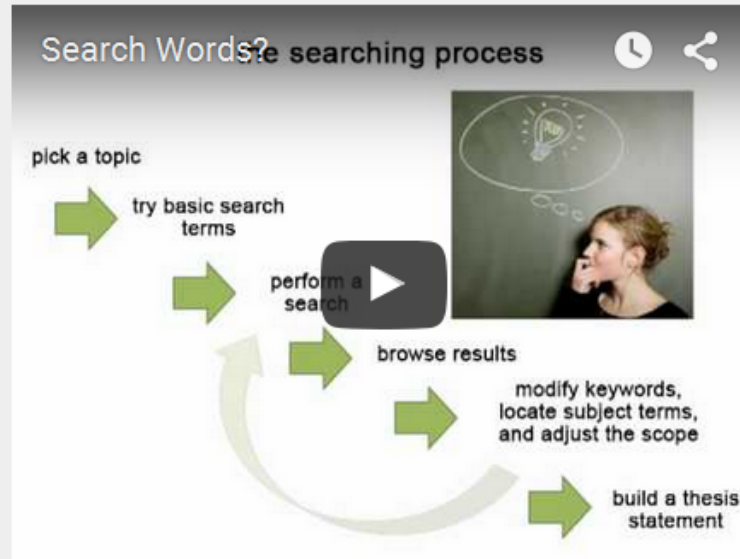 Search Words?
he searching process
pick a topic
try basic search
terms
perform a
search
browse results
modify keywords,
locate subject terms,
and adjust the scope
build a thesis
statement